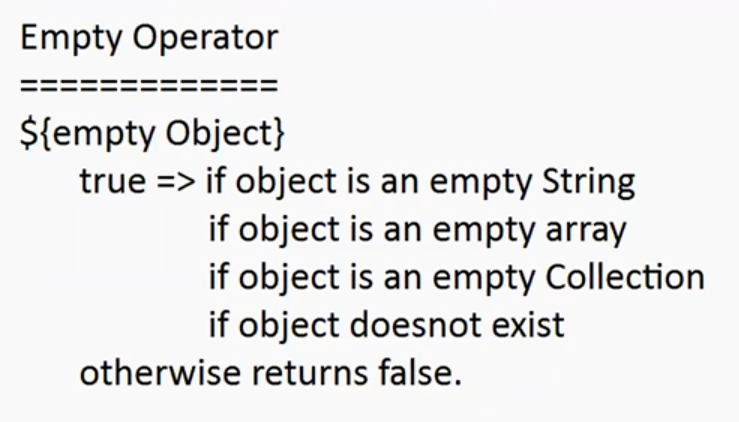 Empty Operator
=============
${empty Object}
true => if object is an empty String
if object is an empty array
if object is an empty Collection
if object doesnot exist
otherwise returns false.